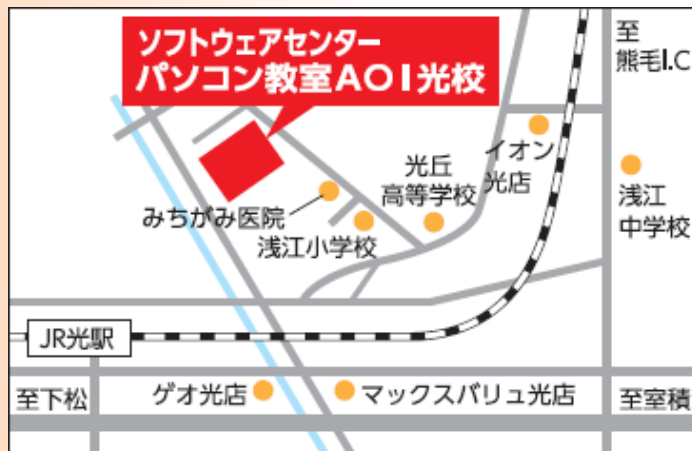 ソフトウェアセンター
パソコン教室AOI光校
至
熊毛I.C
イオン
光店
光丘
高等学校
浅江
中学校
みちがみ医院
浅江小学校
JR光駅
至下松
ゲオ光店
マックスバリュ光店
至室積